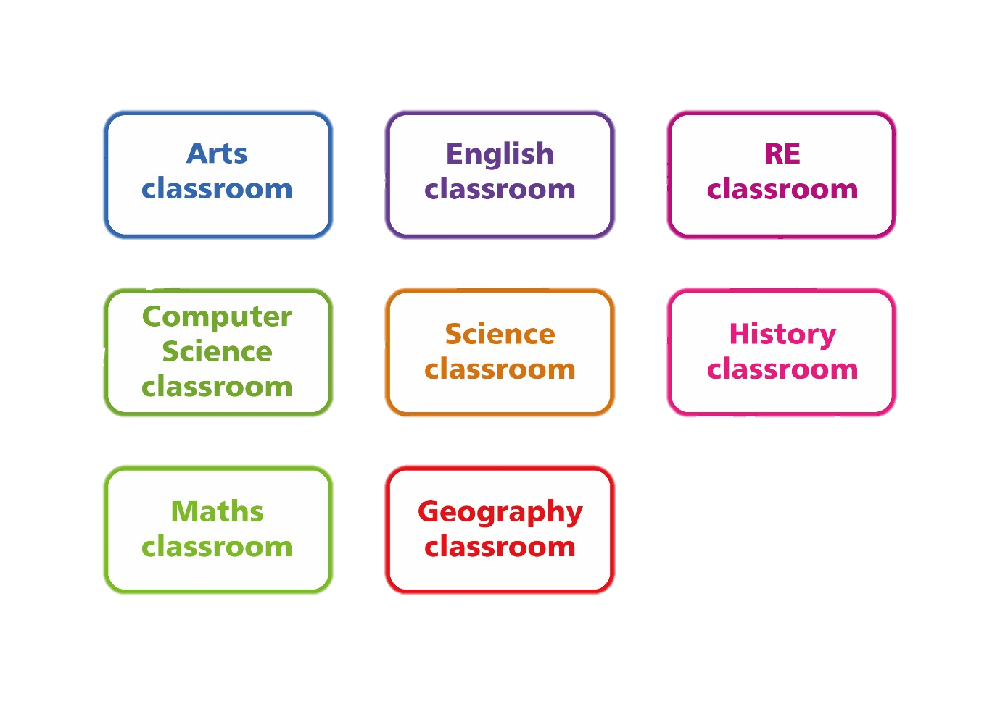 Arts
classroom
English
classroom
RE
classroom
Computer
Science
classroom
Science
classroom
History
classroom
Maths
classroom
Geography
classroom